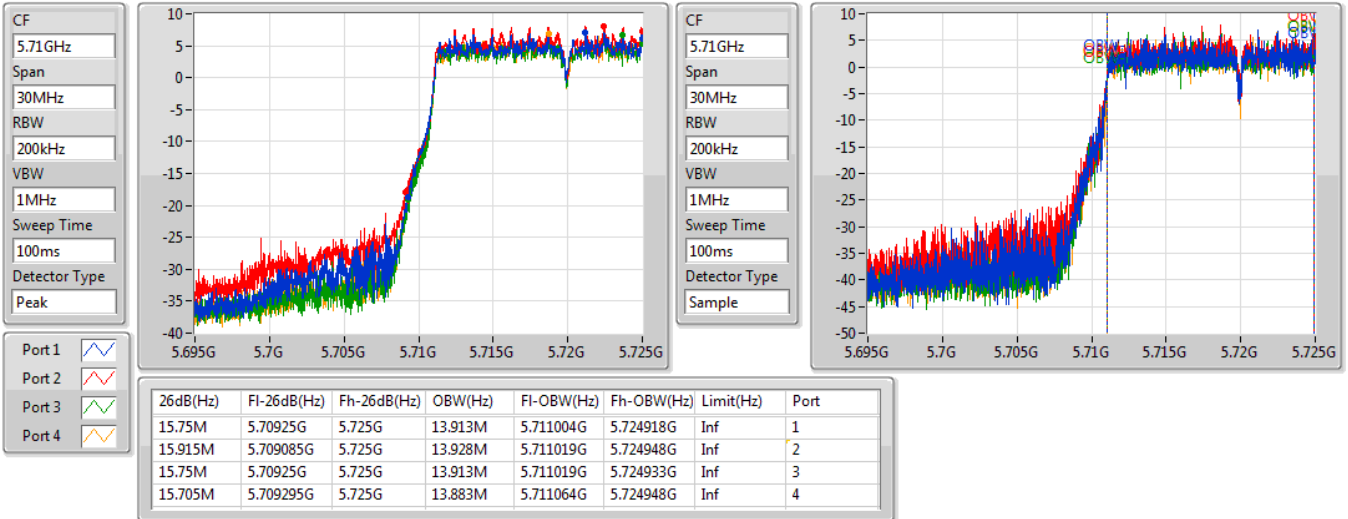 CF
5.71GHz
Span
30MHz
RBW
200kHz
VBW
1MHz
Sweep Time
100ms
Detector Type
Peak
10
5
0
-5
-10
-15
-20
-25
-30
-35
-40
5.695G 5.7G 5.705G 5.71G 5.715G 5.72G 5.725G
CF
5.71GHz
Span
30MHz
RBW
200kHz
VBW
1MHz
Sweep Time
100ms
Detector Type
Sample
10
5
0
-5
-10
-15
-20
-25
-30
-35
-40
-45
-50
5.695G 5.7G 5.705G 5.71G 5.715G 5.72G 5.725G
Port 1
Port 2
Port 3
Port 4
26dB(Hz) Fl-26dB(Hz) Fh-26dB(Hz) OBW(Hz) Fl-OBW(Hz) Fh-OBW(Hz) Limit(Hz) Port
15.75M 5.70925G 5.725G 13.913M 5.711004G 5.724918G Inf 1
15.915M 5.709085G 5.725G 13.928M 5.711019G 5.724948G Inf 2
15.75M 5.70925G 5.725G 13.913M 5.711019G 5.724933G Inf 3
15.705M 5.709295G 5.725G 13.883M 5.711064G 5.724948G Inf 4